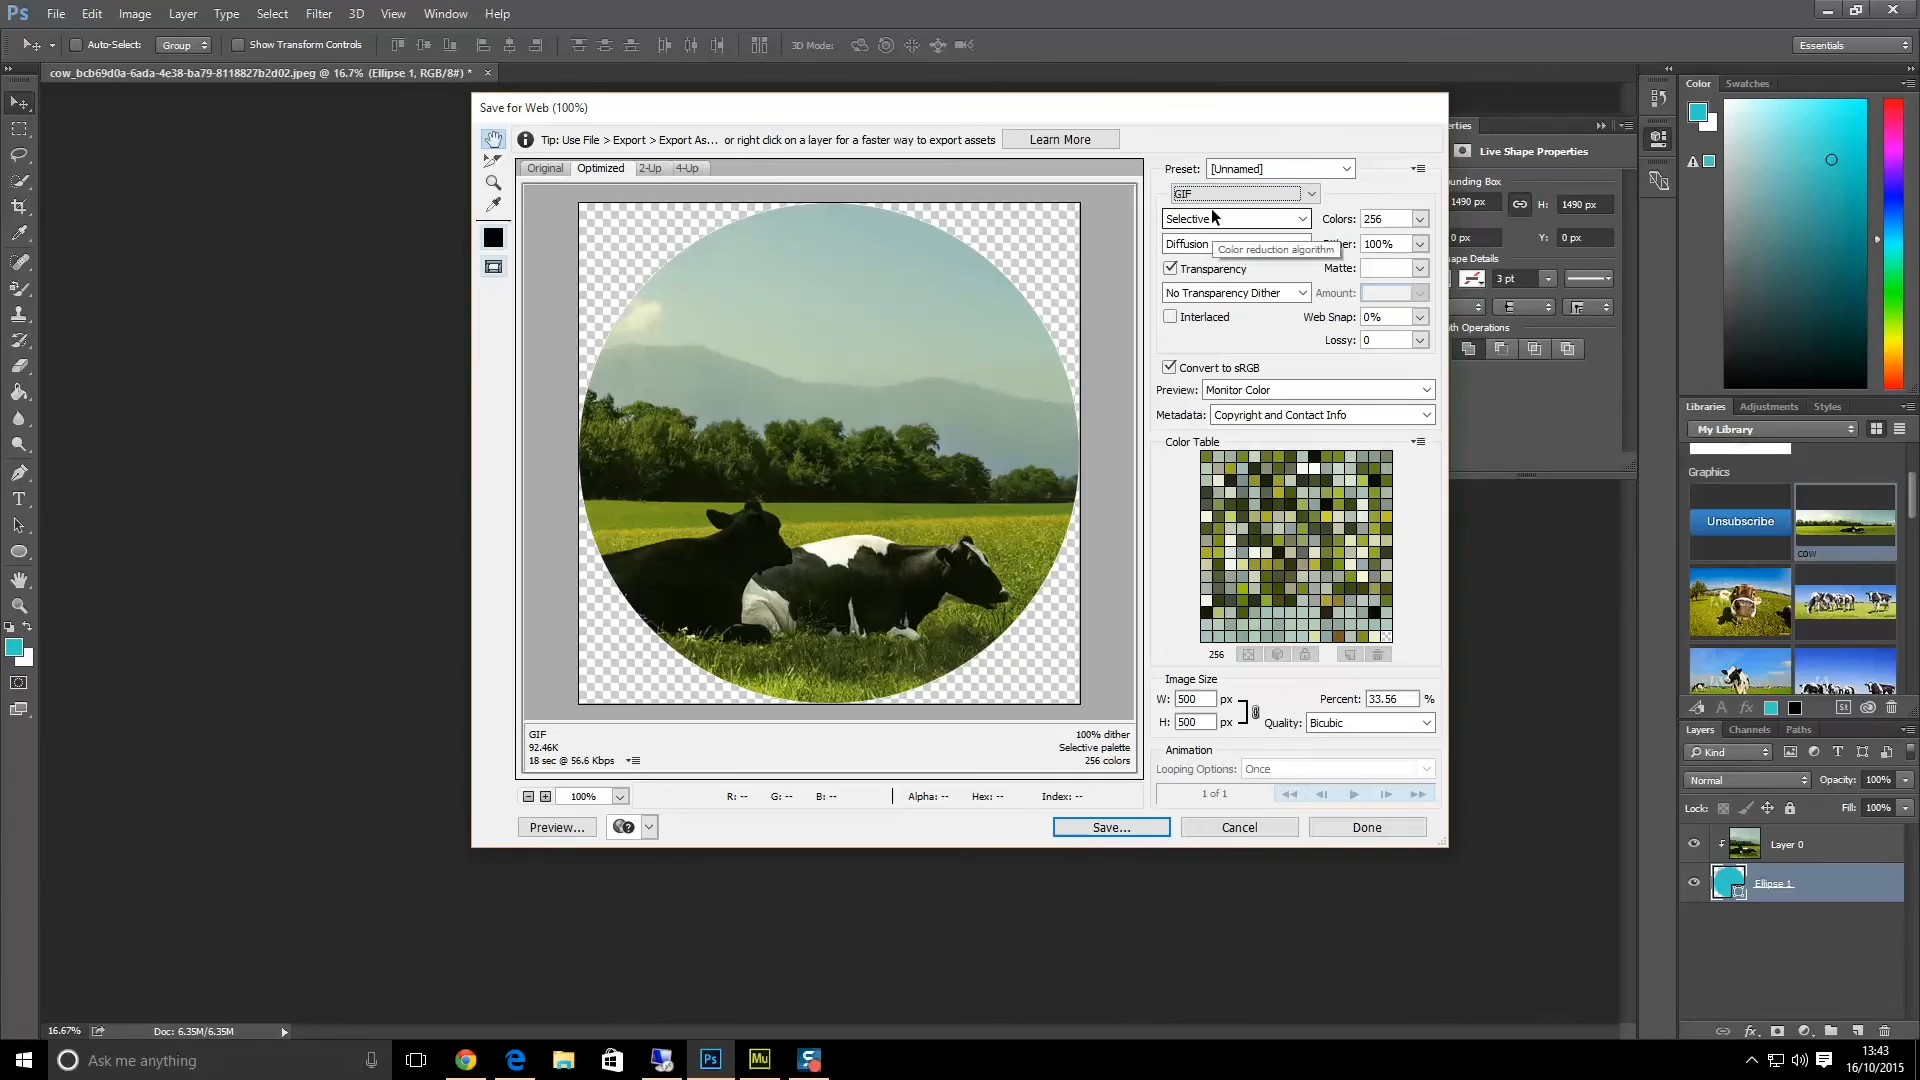 Ps File Edit Image Layer Type Select Filter 3D View Window Help
Auto-Select: Group Show Transform Controls 3D Mode: Essentials
cow_bcb69d0a-6ada-4e38-ba79-8118827b2d02.jpeg @ 16.7% (Ellipse 1, RGB/8#) * ×
Save for Web (100%)
Tip: Use File > Export > Export As... or right click on a layer for a faster way to export assets Learn More
Original Optimized 2-Up 4-Up
Preset: [Unnamed]
GIF
Selective Colors: 256
Diffusion 100%
Color reduction algorithm
Transparency Matte:
No Transparency Dither Amount:
Interlaced Web Snap: 0%
Lossy: 0
Convert to sRGB
Preview: Monitor Color
Metadata: Copyright and Contact Info
Color Table
256
Image Size
W: 500 px Percent: 33.56 %
H: 500 px Quality: Bicubic
Animation
Looping Options: Once
1 of 1
GIF 100% dither
92.46K Selective palette
18 sec @ 56.6 Kbps 256 colors
100% R: -- G: -- B: -- Alpha: -- Hex: -- Index: --
Preview... Save... Cancel Done
rties
Live Shape Properties
unding Box
1490 px H: 1490 px
0 px Y: 0 px
ape Details
3 pt
th Operations
Color Swatches
Libraries Adjustments Styles
My Library
Graphics
Unsubscribe
cow
St
Layers Channels Paths
Kind
Normal Opacity: 100%
Lock: Fill: 100%
Layer 0
Ellipse 1
fx
16.67% Doc: 6.35M/6.35M
Ask me anything
Ps Mu S
13:43
16/10/2015